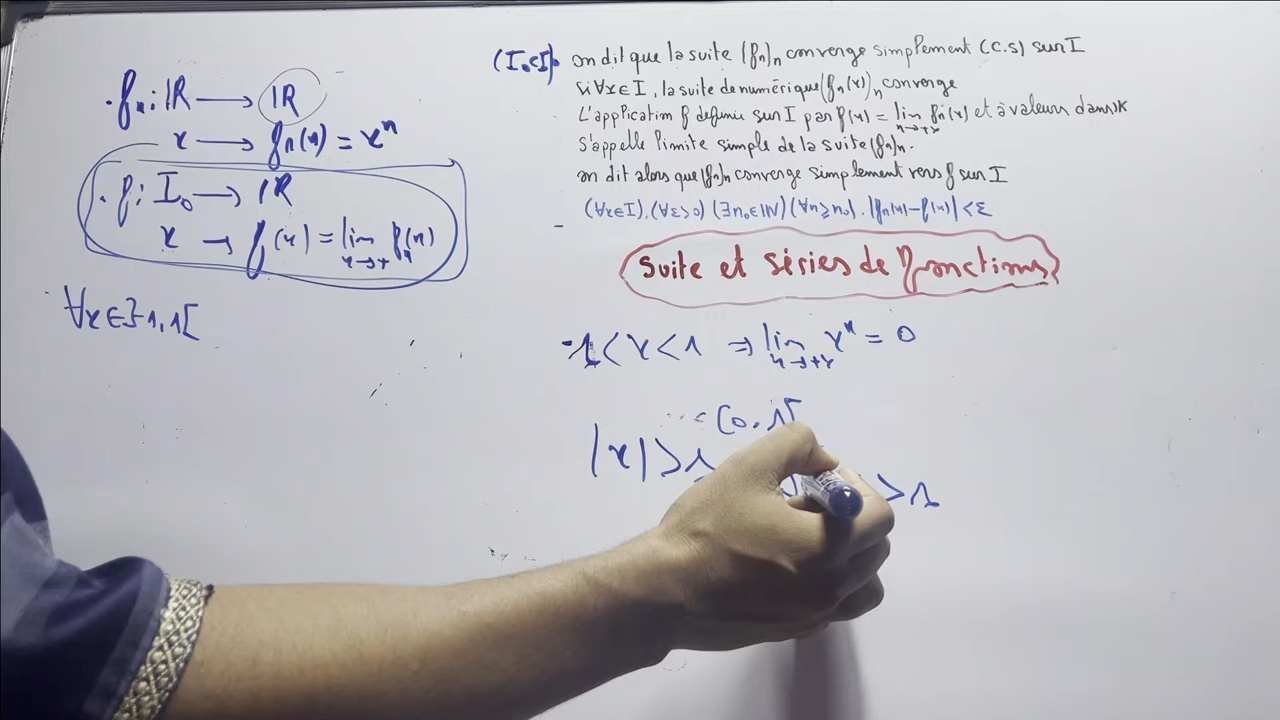 .fn: IR → IR
x → fn(x) = xⁿ
.f: I₀ → IR
x → f(x) = lim fn(x)
n→+
∀x∈]-1,1[
(I₀⊂I). on dit que la suite (fn)n converge simplement (C.S) sur I
si ∀x∈I, la suite de numérique (fn(x))n converge
L'application f definie sur I par f(x) = lim fn(x) et à valeurs dans IK
n→+∞
s'appelle limite simple de la suite (fn)n.
on dit alors que (fn)n converge simplement vers f sur I
(∀x∈I), (∀ε>0) (∃n₀∈IN) (∀n≥n₀). |fn(x)-f(x)| <ε
Suite et séries de fonctions
-1 < x < 1 ⇒ lim xⁿ = 0
n→+∞
[0,1[
|x| > 1
> 1